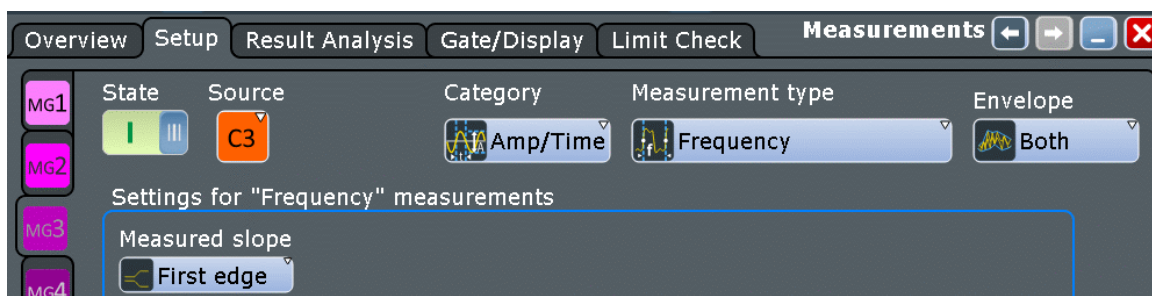 Overview Setup Result Analysis Gate/Display Limit Check Measurements
MG1
MG2
MG3
MG4
State Source Category Measurement type Envelope
C3 Amp/Time Frequency Both
Settings for "Frequency" measurements
Measured slope
First edge